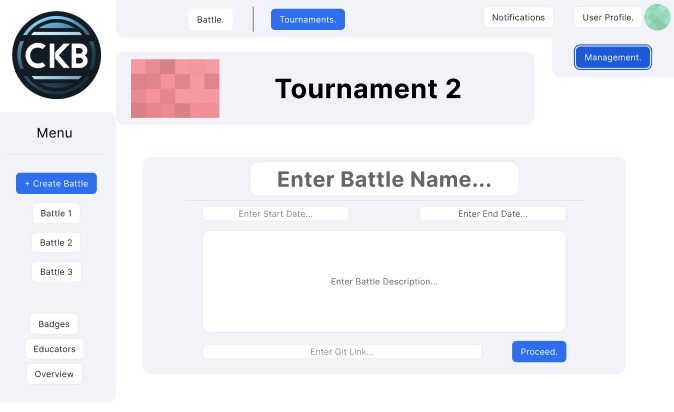 CKB
Battle.
Tournaments.
Notifications
User Profile.
Management.
Tournament 2
Menu
+ Create Battle
Battle 1
Battle 2
Battle 3
Badges
Educators
Overview
Enter Battle Name...
Enter Start Date...
Enter End Date...
Enter Battle Description...
Enter Git Link...
Proceed.